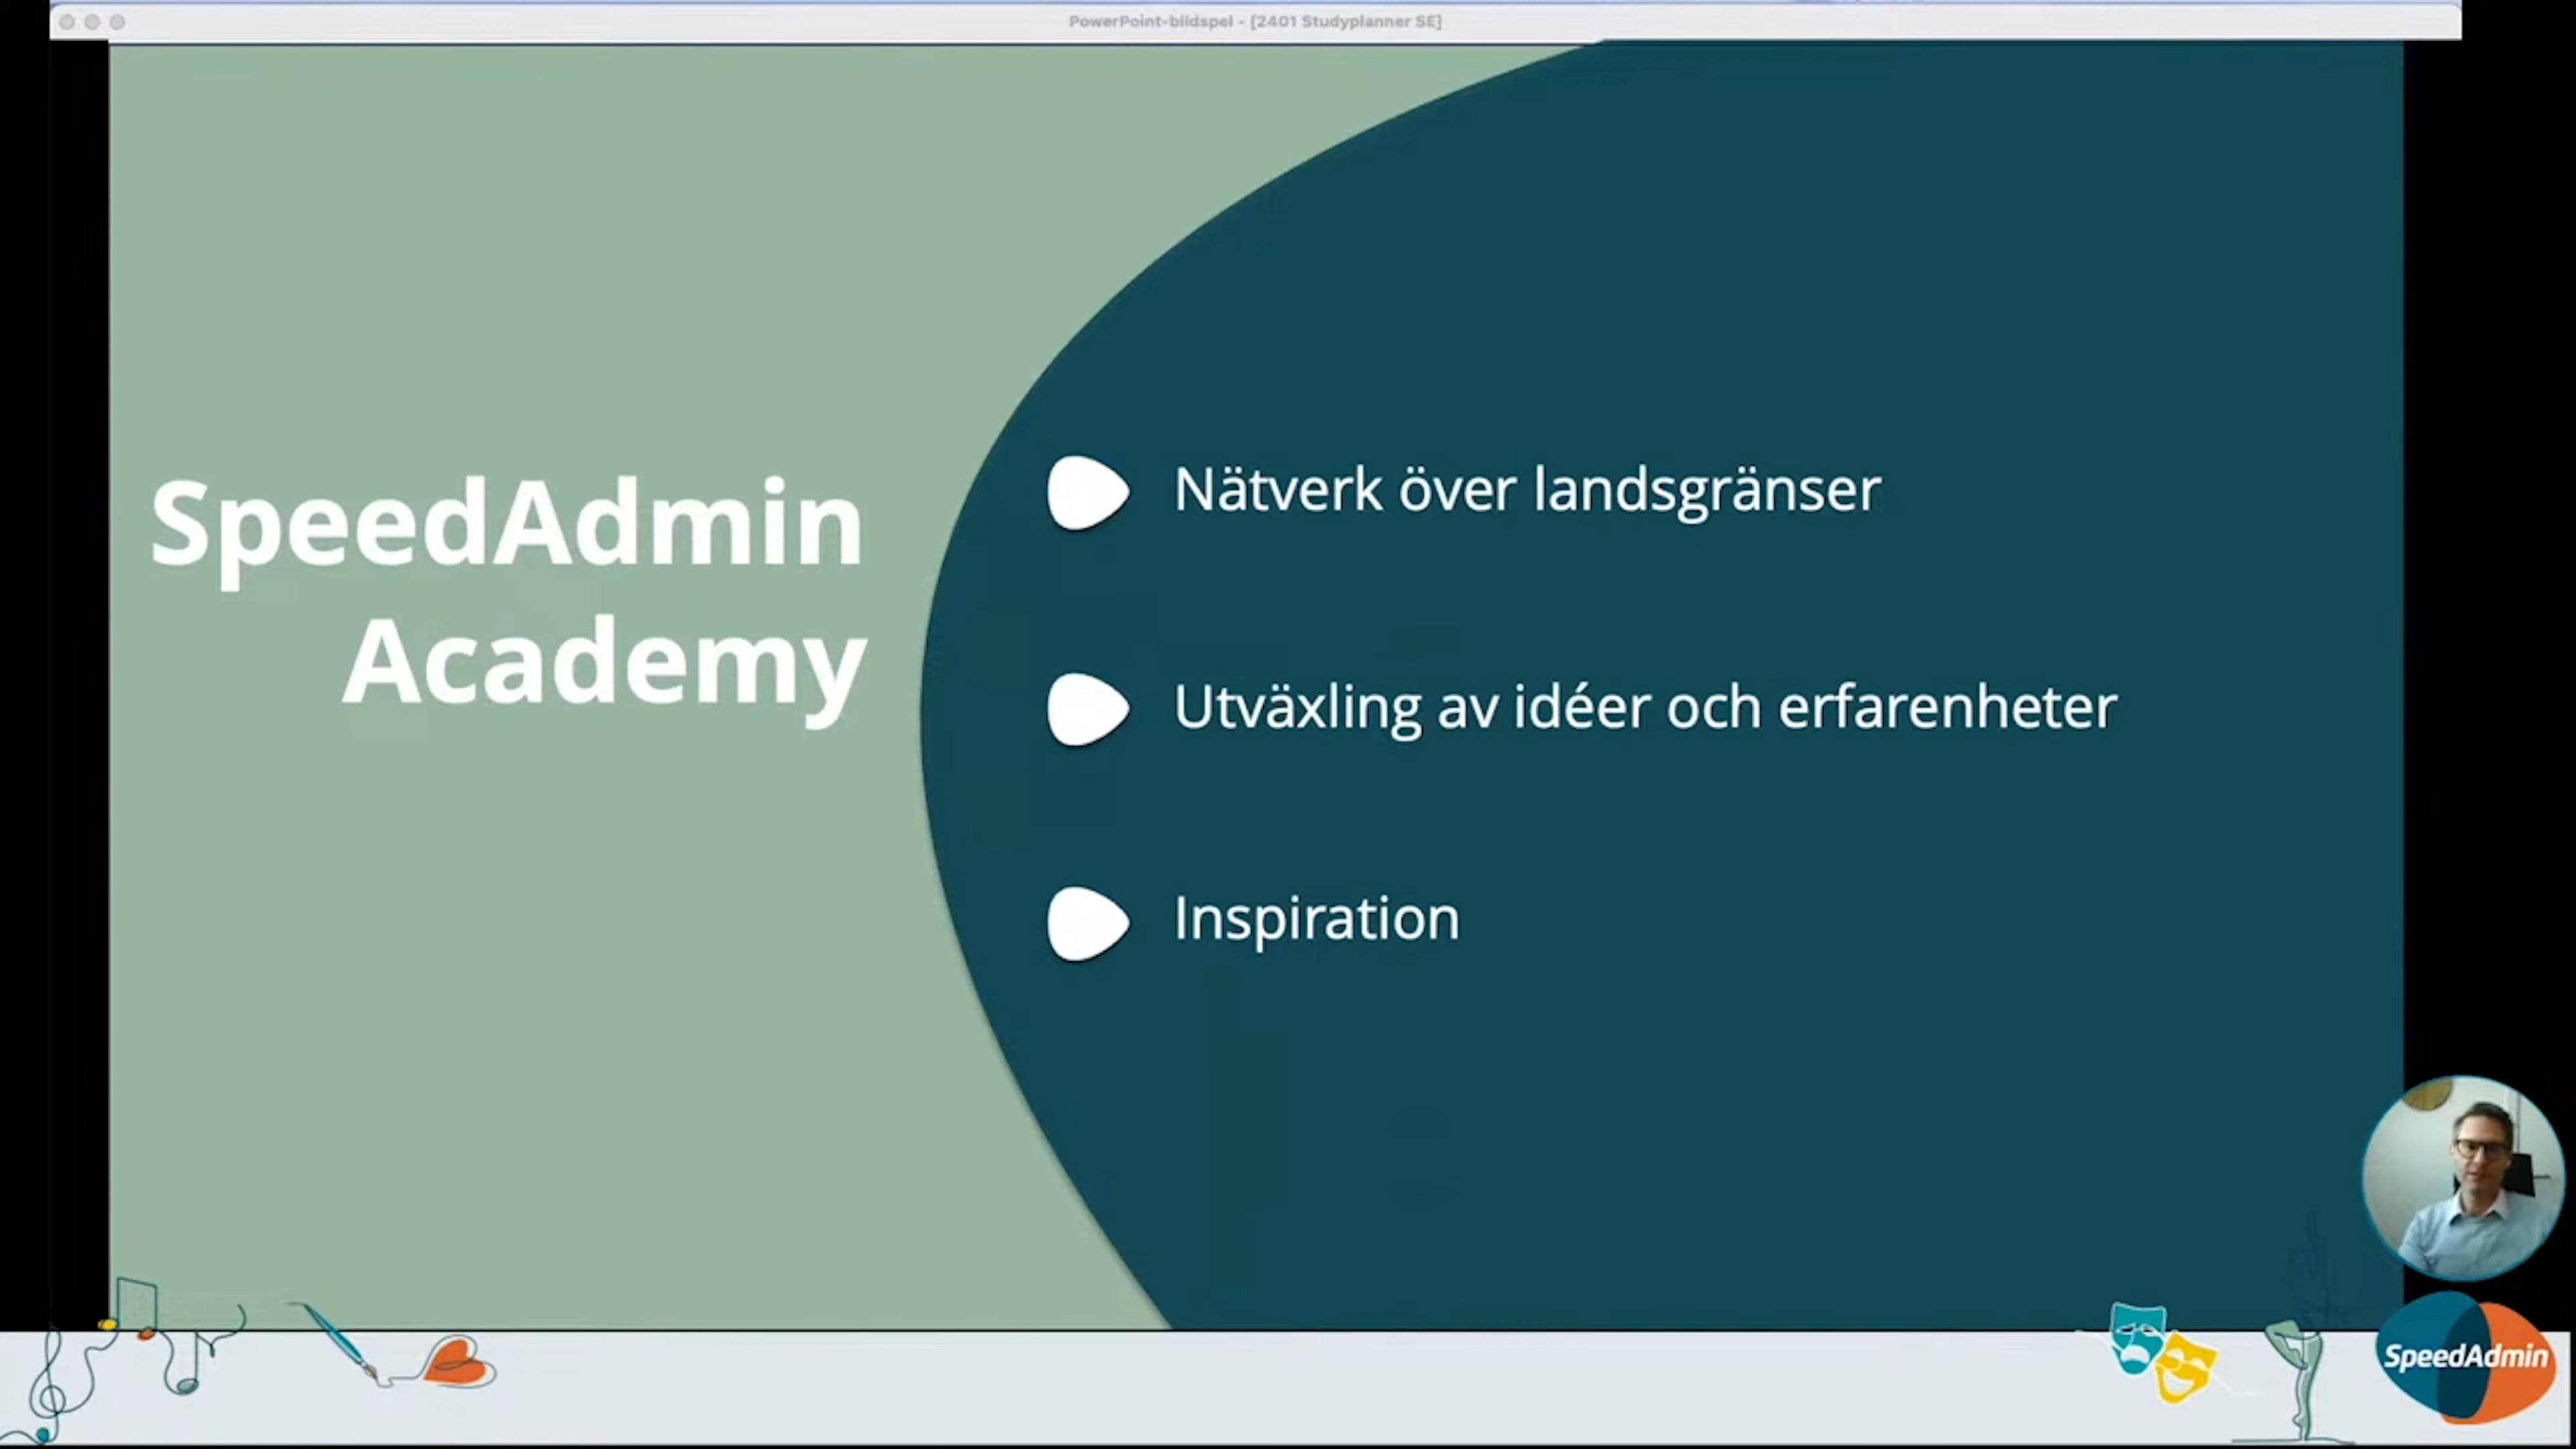 PowerPoint-bildspel - [2401 Studyplanner SE]
SpeedAdmin
Academy
Nätverk över landsgränser
Utväxling av idéer och erfarenheter
Inspiration
SpeedAdmin